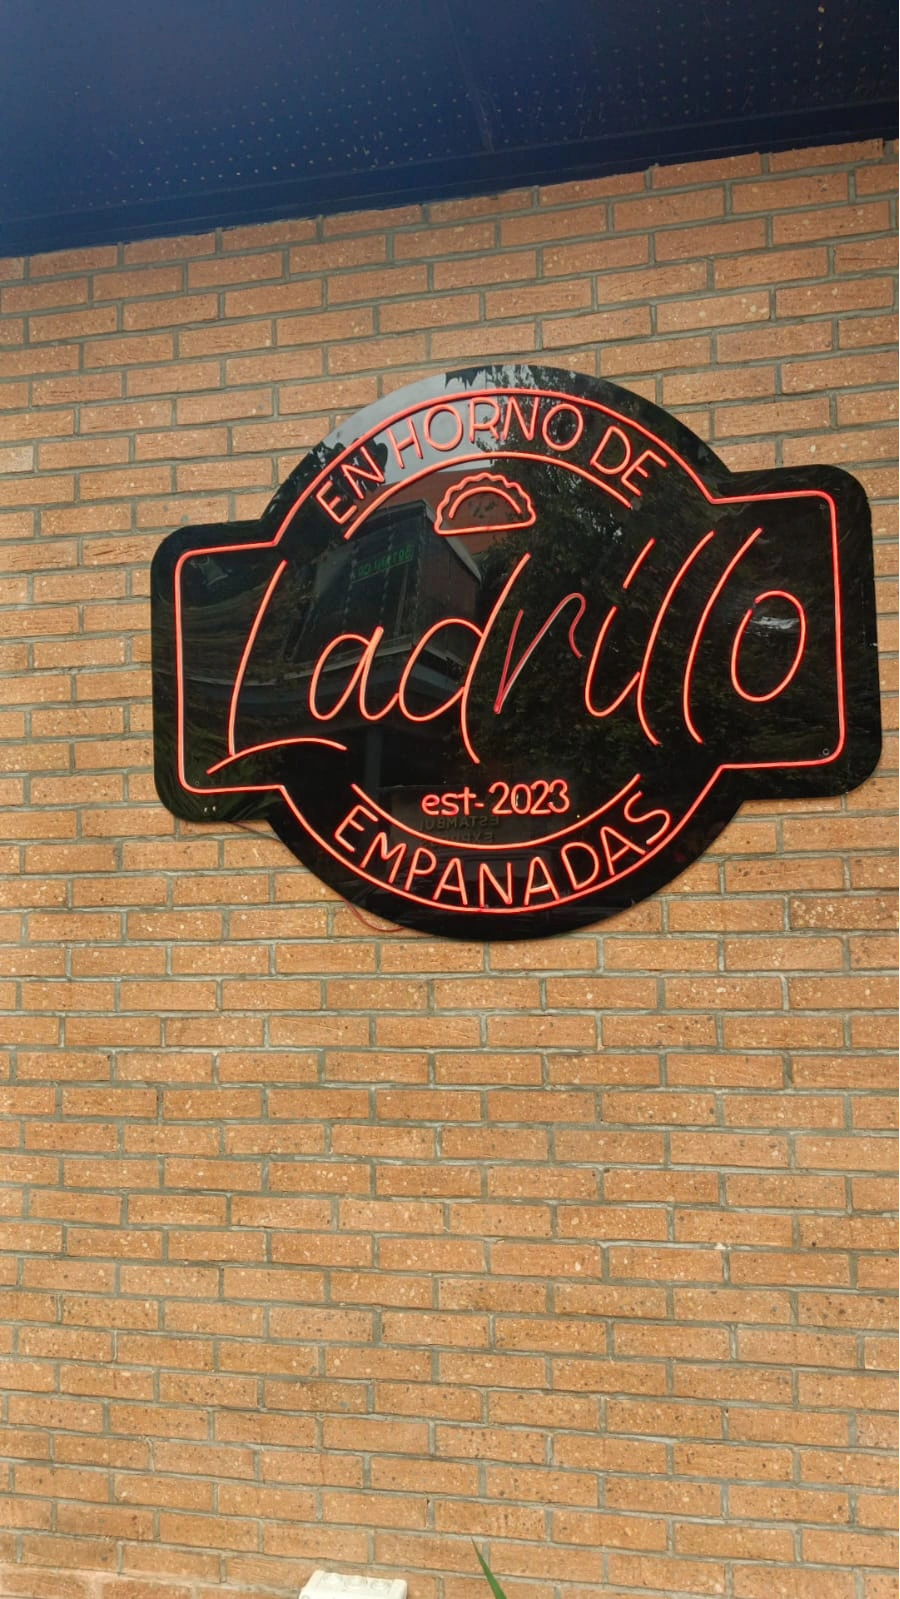 EN HORNO DE
Ladrillo
est-2023
EMPANADAS